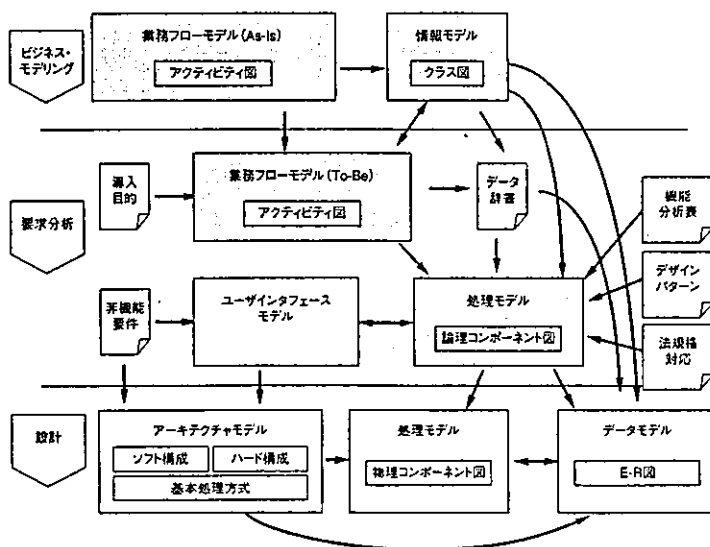 ビジネス・
モデリング
業務フローモデル(As-Is)
アクティビティ図
情報モデル
クラス図
要求分析
導入
目的
業務フローモデル(To-Be)
アクティビティ図
データ
辞書
機能
分析表
デザイン
パターン
法規格
対応
非機能
要件
ユーザインタフェース
モデル
処理モデル
論理コンポーネント図
設計
アーキテクチャモデル
ソフト構成
ハード構成
基本処理方式
処理モデル
物理コンポーネント図
データモデル
E-R図